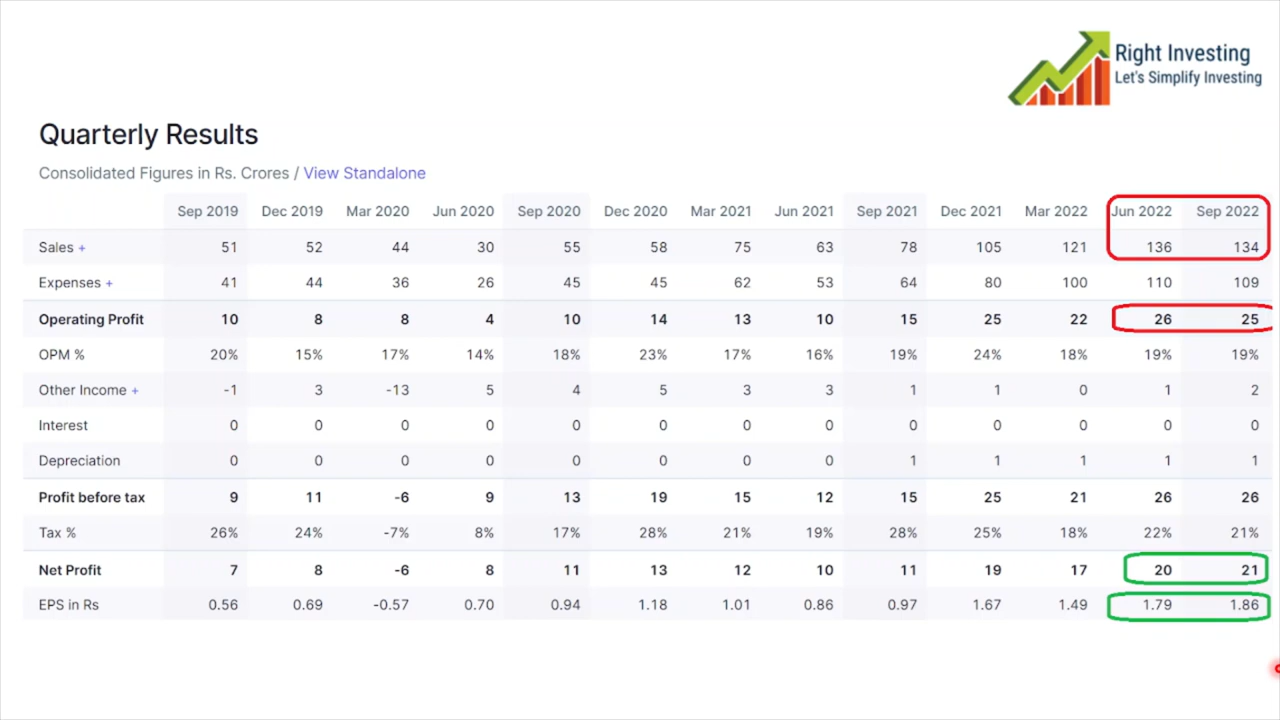 Right Investing
Let's Simplify Investing
Quarterly Results
Consolidated Figures in Rs. Crores / View Standalone
Sep 2019 Dec 2019 Mar 2020 Jun 2020 Sep 2020 Dec 2020 Mar 2021 Jun 2021 Sep 2021 Dec 2021 Mar 2022 Jun 2022 Sep 2022
Sales + 51 52 44 30 55 58 75 63 78 105 121 136 134
Expenses + 41 44 36 26 45 45 62 53 64 80 100 110 109
Operating Profit 10 8 8 4 10 14 13 10 15 25 22 26 25
OPM % 20% 15% 17% 14% 18% 23% 17% 16% 19% 24% 18% 19% 19%
Other Income + -1 3 -13 5 4 5 3 3 1 1 0 1 2
Interest 0 0 0 0 0 0 0 0 0 0 0 0 0
Depreciation 0 0 0 0 0 0 0 0 1 1 1 1 1
Profit before tax 9 11 -6 9 13 19 15 12 15 25 21 26 26
Tax % 26% 24% -7% 8% 17% 28% 21% 19% 28% 25% 18% 22% 21%
Net Profit 7 8 -6 8 11 13 12 10 11 19 17 20 21
EPS in Rs 0.56 0.69 -0.57 0.70 0.94 1.18 1.01 0.86 0.97 1.67 1.49 1.79 1.86